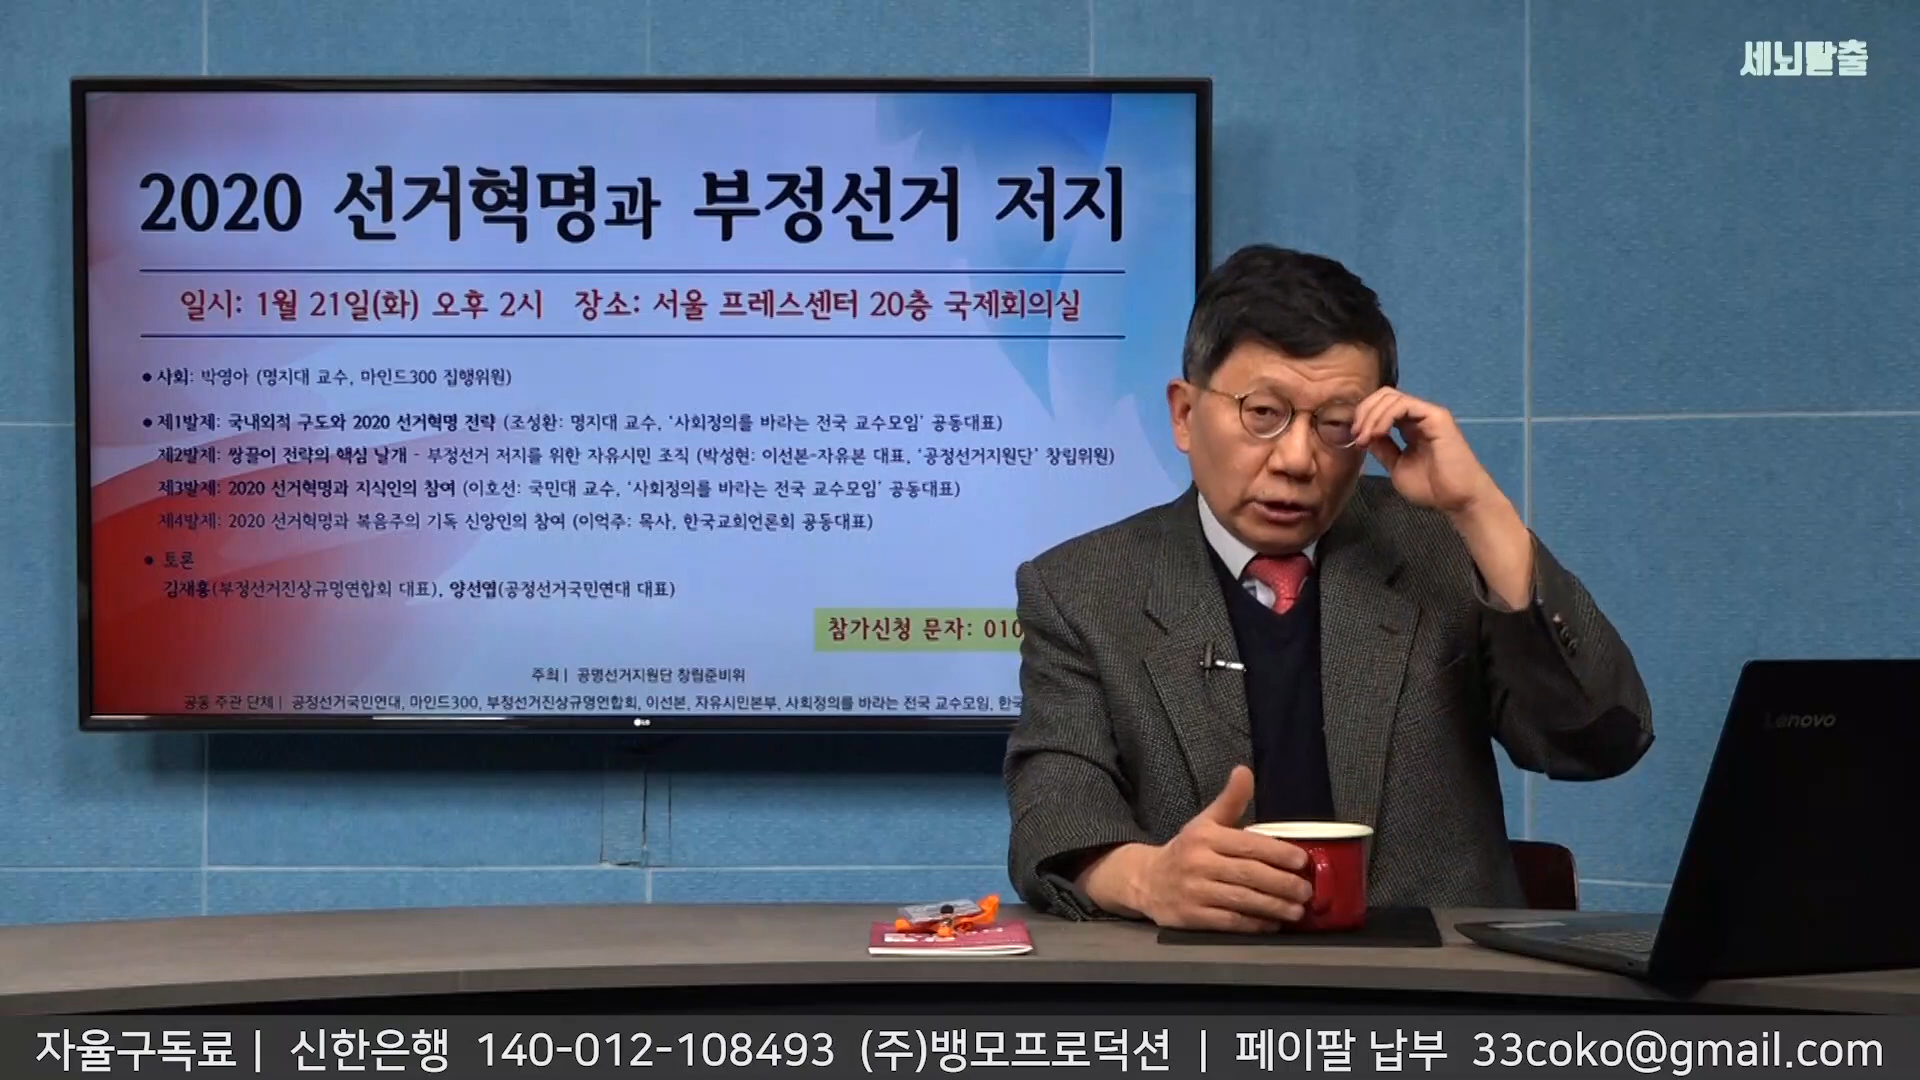 세뇌탈출
2020 선거혁명과 부정선거 저지
일시: 1월 21일(화) 오후 2시 장소: 서울 프레스센터 20층 국제회의실
● 사회: 박영아 (명지대 교수, 마인드300 집행위원)
● 제1발제: 국내외적 구도와 2020 선거혁명 전략 (조성환: 명지대 교수, ‘사회정의를 바라는 전국 교수모임’ 공동대표)
제2발제: 쌍끌이 전략의 핵심 날개 - 부정선거 저지를 위한 자유시민 조직 (박성현: 이선본-자유본 대표, ‘공정선거지원단’ 창립위원)
제3발제: 2020 선거혁명과 지식인의 참여 (이호선: 국민대 교수, ‘사회정의를 바라는 전국 교수모임’ 공동대표)
제4발제: 2020 선거혁명과 복음주의 기독 신앙인의 참여 (이억주: 목사, 한국교회언론회 공동대표)
● 토론
김재홍(부정선거진상규명연합회 대표), 양선엽(공정선거국민연대 대표)
참가신청 문자: 010
주최 | 공명선거지원단 창립준비위
공동 주관 단체 | 공정선거국민연대, 마인드300, 부정선거진상규명연합회, 이선본, 자유시민본부, 사회정의를 바라는 전국 교수모임, 한국
LG
Lenovo
자율구독료 | 신한은행 140-012-108493 (주)뱅모프로덕션 | 페이팔 납부 33coko@gmail.com